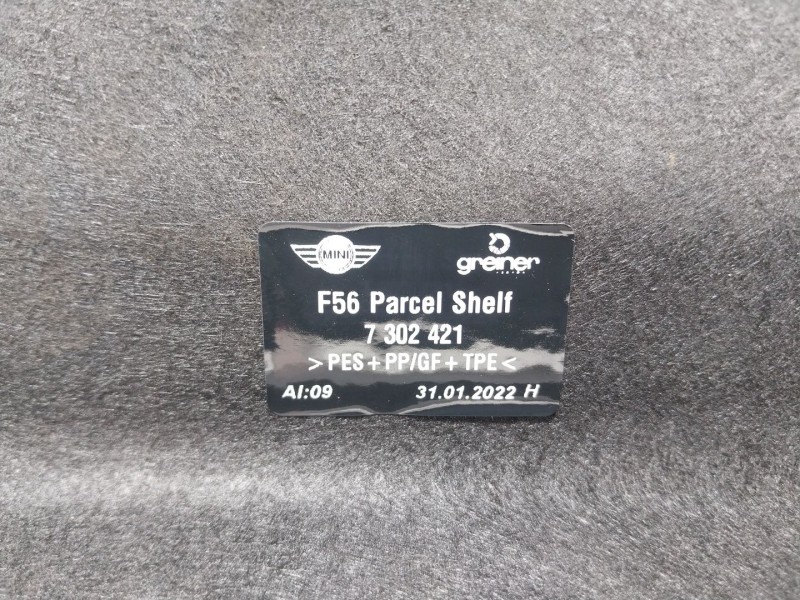 MINI
greiner
F56 Parcel Shelf
7 302 421
>PES+PP/GF+TPE<
AI:09 31.01.2022 H